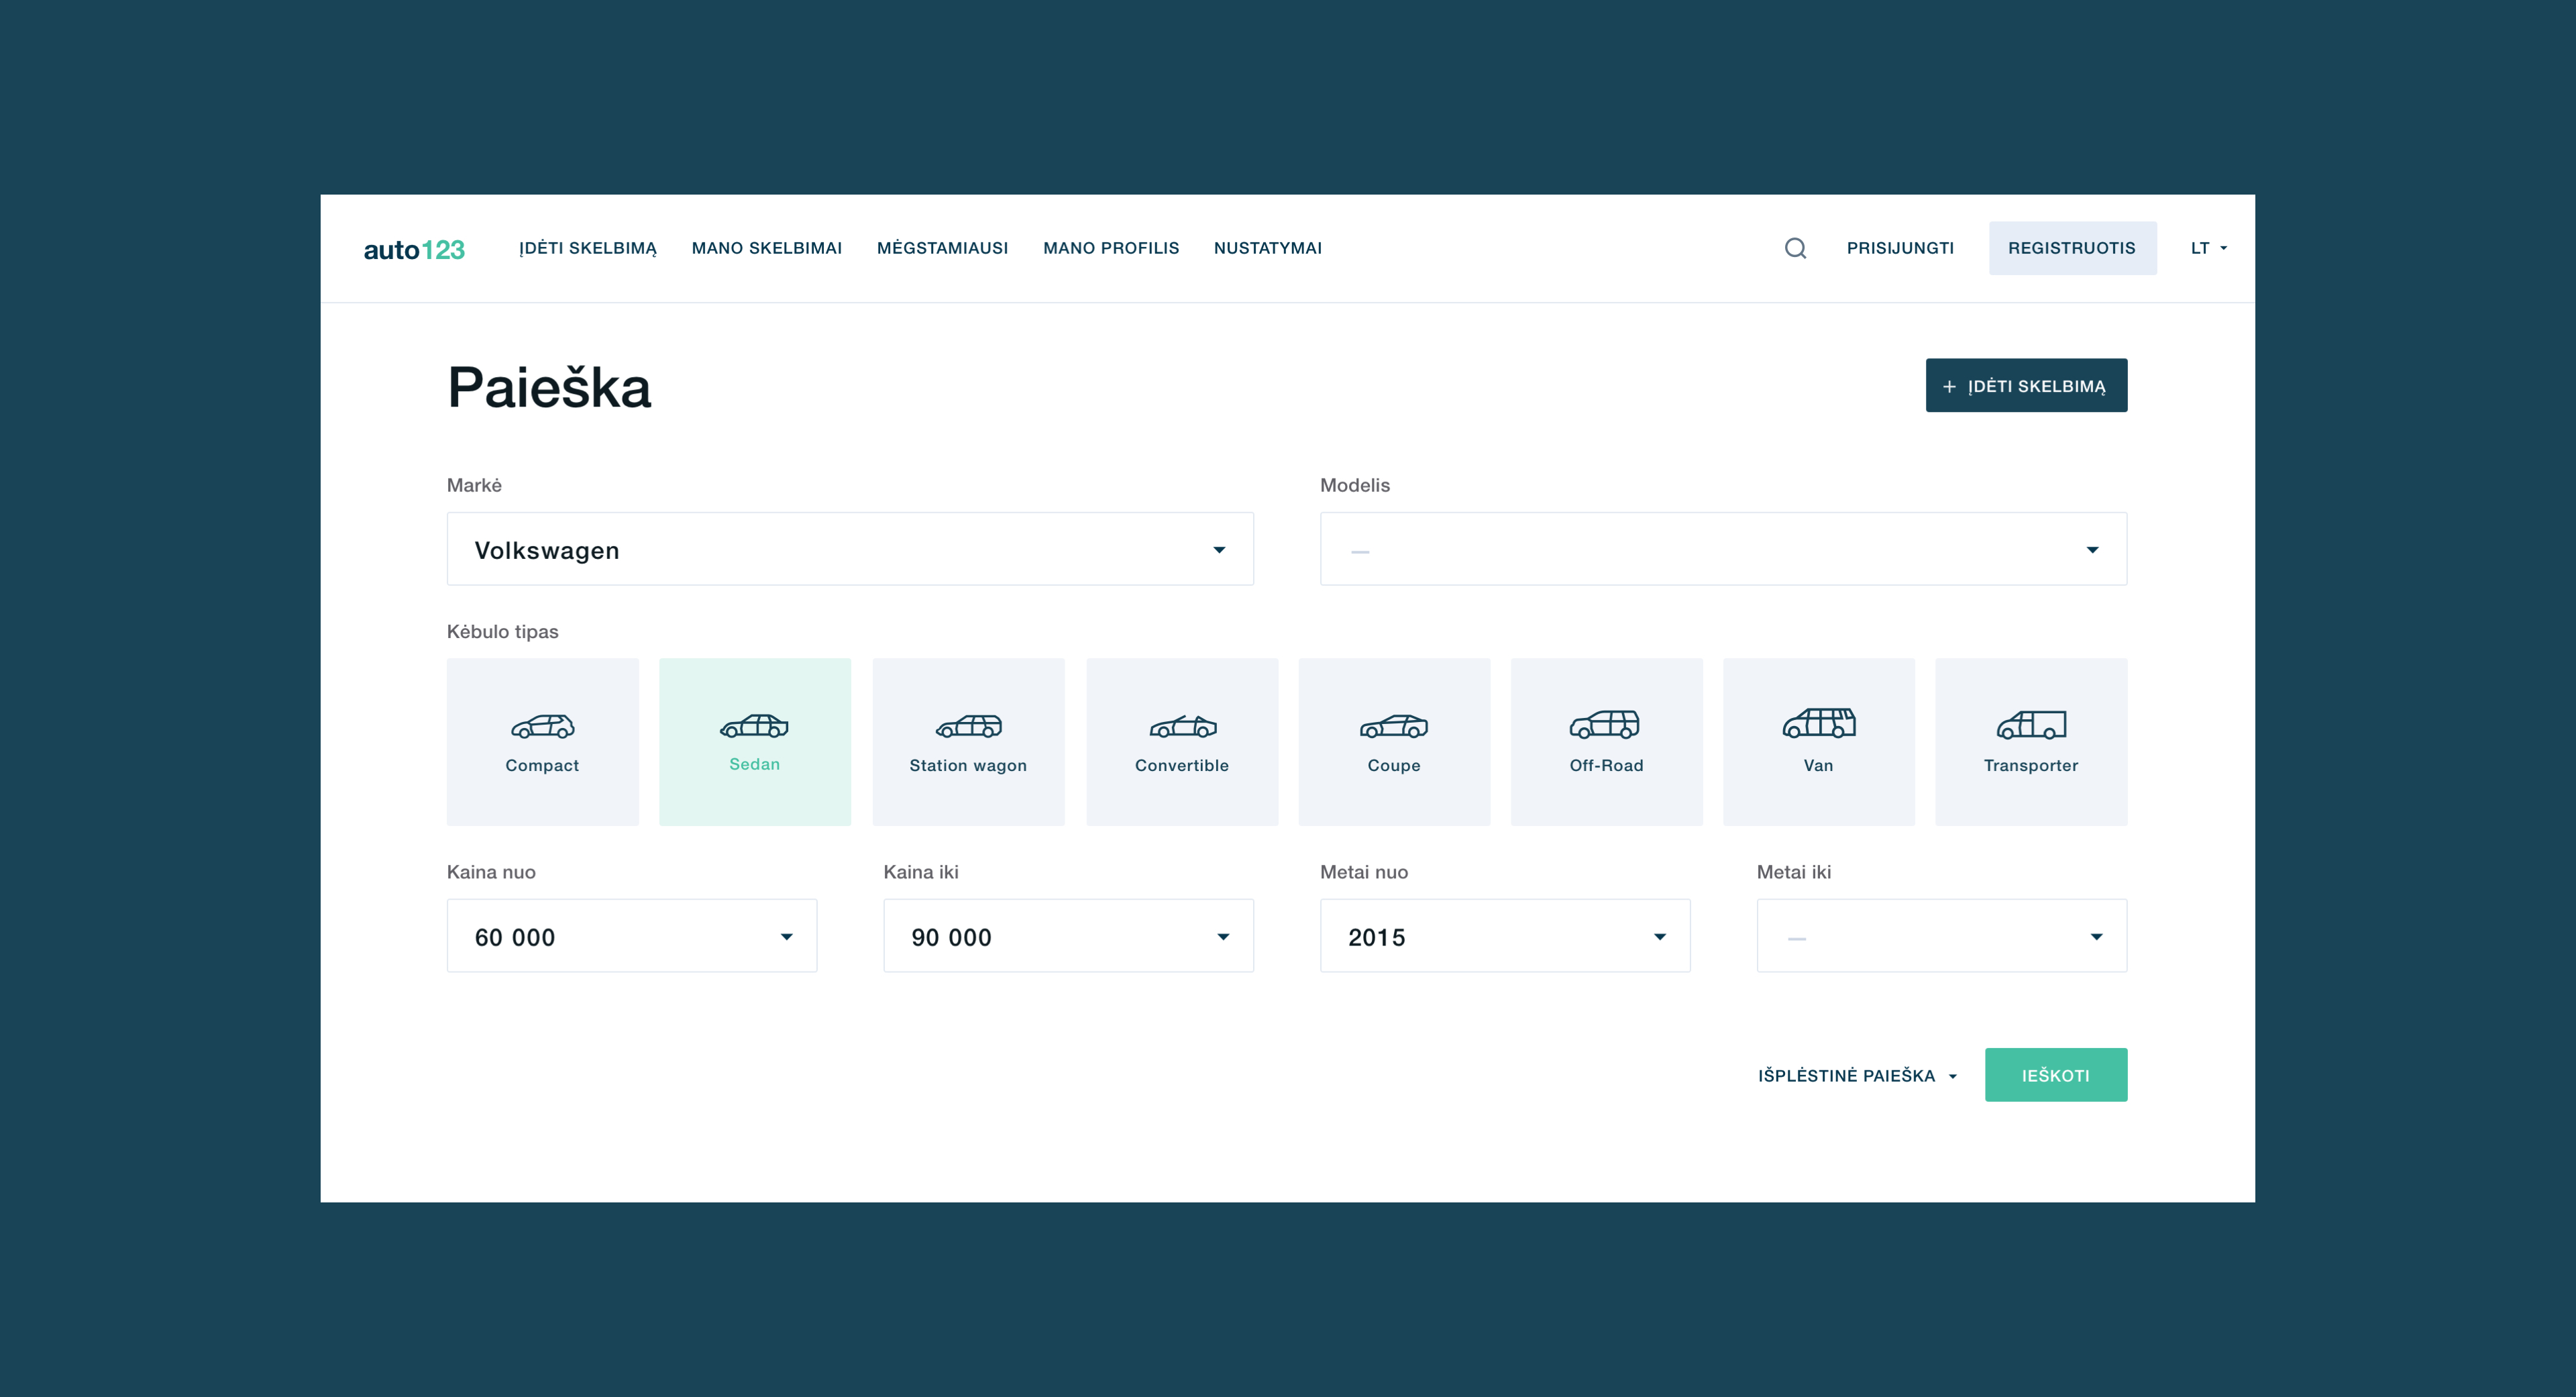 auto123 ĮDĖTI SKELBIMĄ MANO SKELBIMAI MĖGSTAMIAUSI MANO PROFILIS NUSTATYMAI PRISIJUNGTI REGISTRUOTIS LT
Paieška + ĮDĖTI SKELBIMĄ
Markė Modelis
Volkswagen —
Kėbulo tipas
Compact Sedan Station wagon Convertible Coupe Off-Road Van Transporter
Kaina nuo Kaina iki Metai nuo Metai iki
60 000 90 000 2015 —
IŠPLĖSTINĖ PAIEŠKA IEŠKOTI